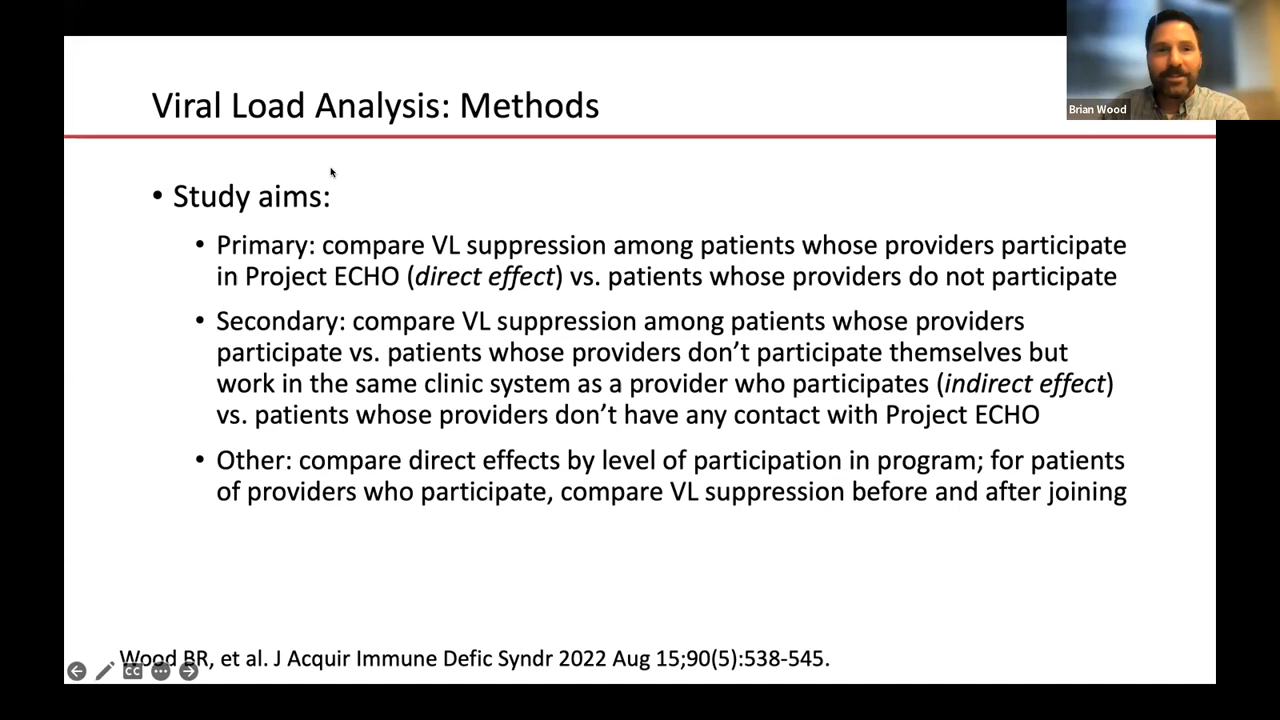 Viral Load Analysis: Methods
Brian Wood
• Study aims:
• Primary: compare VL suppression among patients whose providers participate
in Project ECHO (direct effect) vs. patients whose providers do not participate
• Secondary: compare VL suppression among patients whose providers
participate vs. patients whose providers don’t participate themselves but
work in the same clinic system as a provider who participates (indirect effect)
vs. patients whose providers don’t have any contact with Project ECHO
• Other: compare direct effects by level of participation in program; for patients
of providers who participate, compare VL suppression before and after joining
Wood BR, et al. J Acquir Immune Defic Syndr 2022 Aug 15;90(5):538-545.
CC